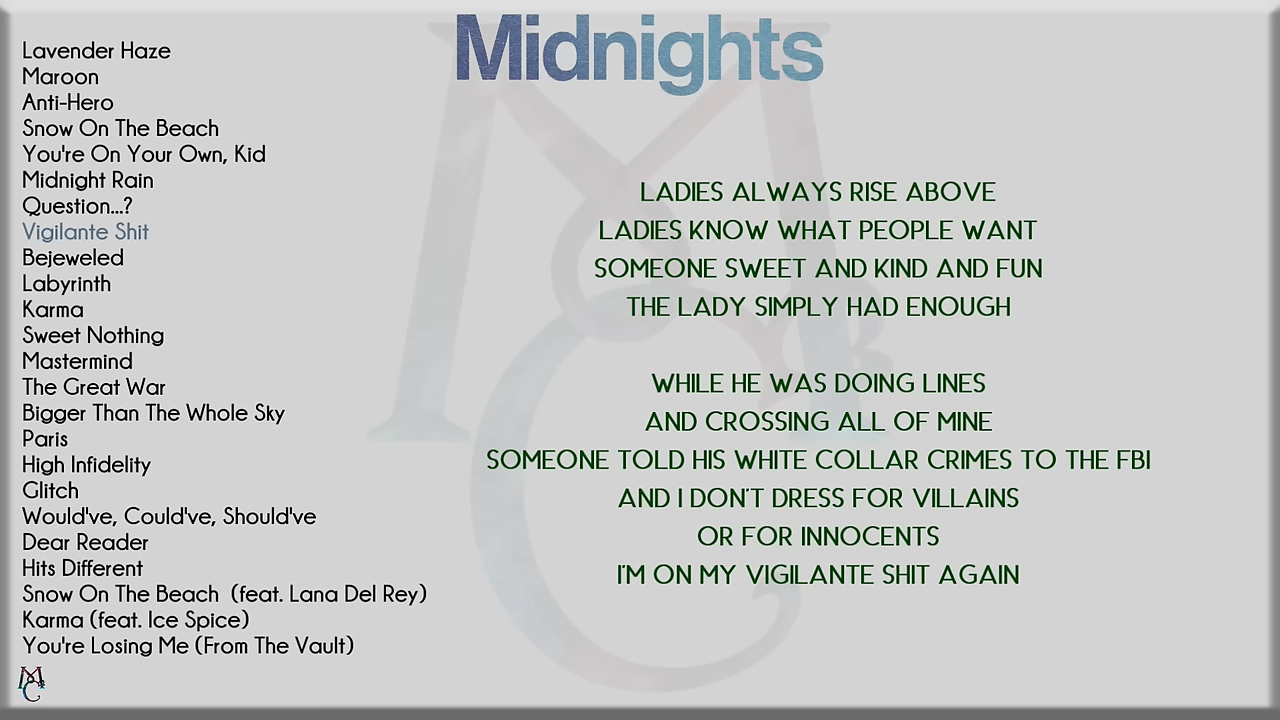 Midnights
Lavender Haze
Maroon
Anti-Hero
Snow On The Beach
You're On Your Own, Kid
Midnight Rain
Question...?
Vigilante Shit
Bejeweled
Labyrinth
Karma
Sweet Nothing
Mastermind
The Great War
Bigger Than The Whole Sky
Paris
High Infidelity
Glitch
Would've, Could've, Should've
Dear Reader
Hits Different
Snow On The Beach (feat. Lana Del Rey)
Karma (feat. Ice Spice)
You're Losing Me (From The Vault)
LADIES ALWAYS RISE ABOVE
LADIES KNOW WHAT PEOPLE WANT
SOMEONE SWEET AND KIND AND FUN
THE LADY SIMPLY HAD ENOUGH
WHILE HE WAS DOING LINES
AND CROSSING ALL OF MINE
SOMEONE TOLD HIS WHITE COLLAR CRIMES TO THE FBI
AND I DON'T DRESS FOR VILLAINS
OR FOR INNOCENTS
I'M ON MY VIGILANTE SHIT AGAIN